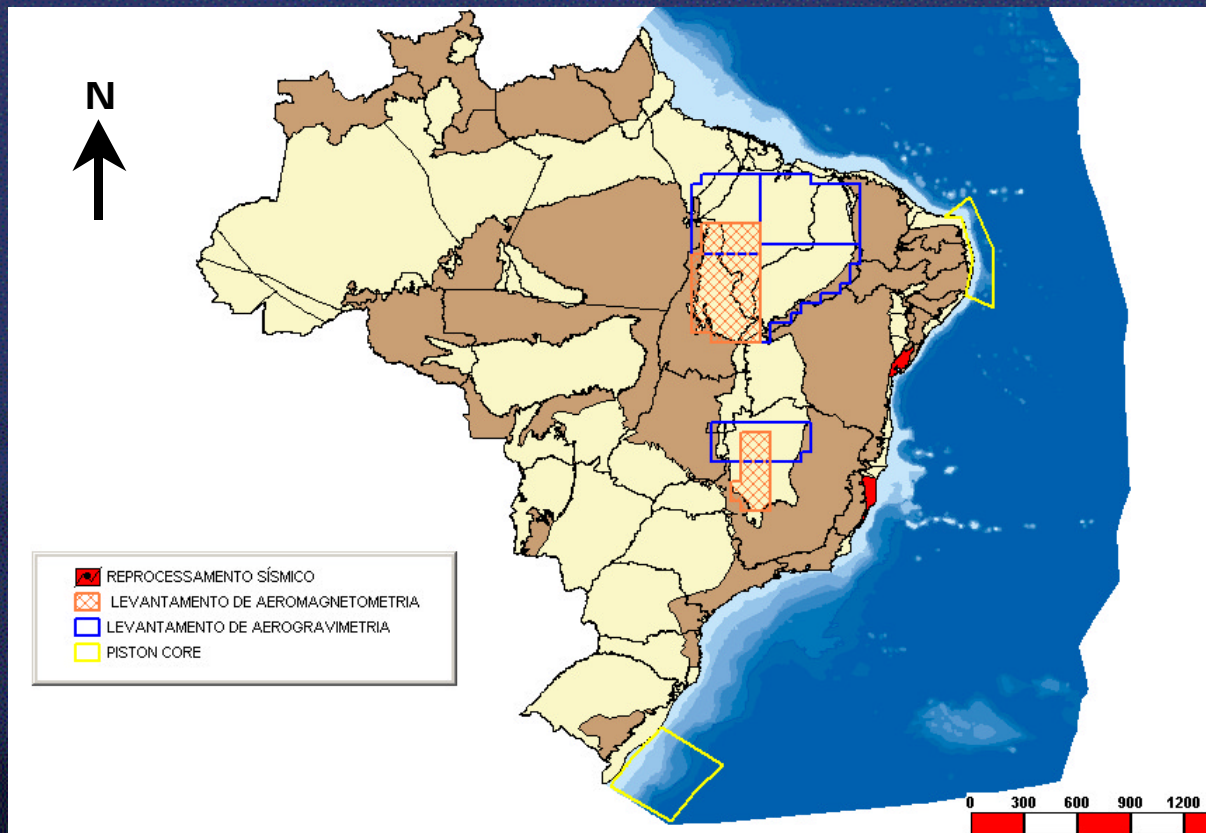 N
REPROCESSAMENTO SÍSMICO
LEVANTAMENTO DE AEROMAGNETOMETRIA
LEVANTAMENTO DE AEROGRAVIMETRIA
PISTON CORE
0 300 600 900 1200